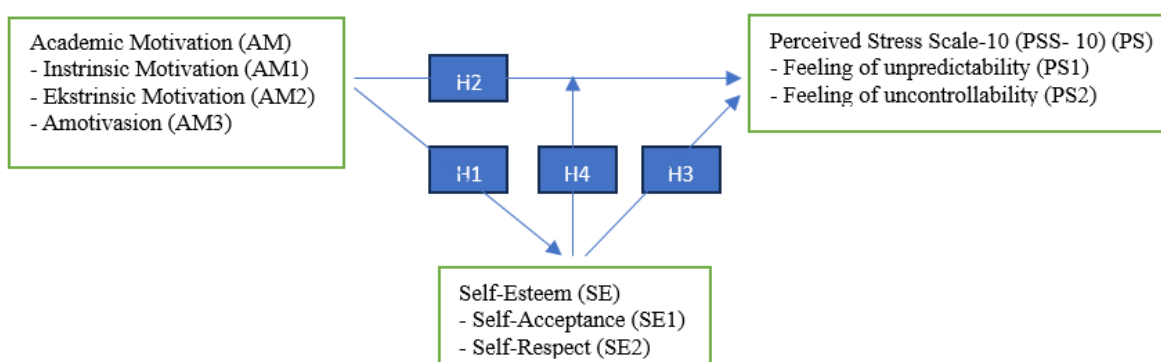 Academic Motivation (AM)
- Instrinsic Motivation (AM1)
- Ekstrinsic Motivation (AM2)
- Amotivasion (AM3)
Perceived Stress Scale-10 (PSS- 10) (PS)
- Feeling of unpredictability (PS1)
- Feeling of uncontrollability (PS2)
H2
H1
H4
H3
Self-Esteem (SE)
- Self-Acceptance (SE1)
- Self-Respect (SE2)